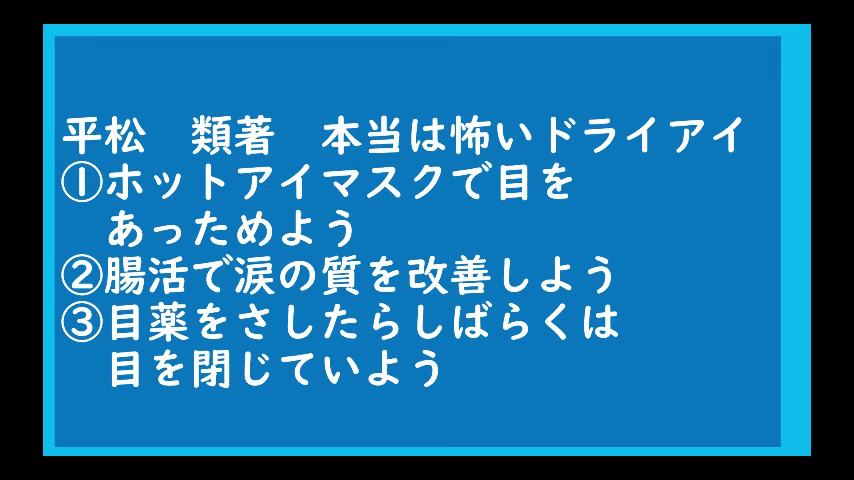 平松　類著　本当は怖いドライアイ
①ホットアイマスクで目を
あっためよう
②腸活で涙の質を改善しよう
③目薬をさしたらしばらくは
目を閉じていよう